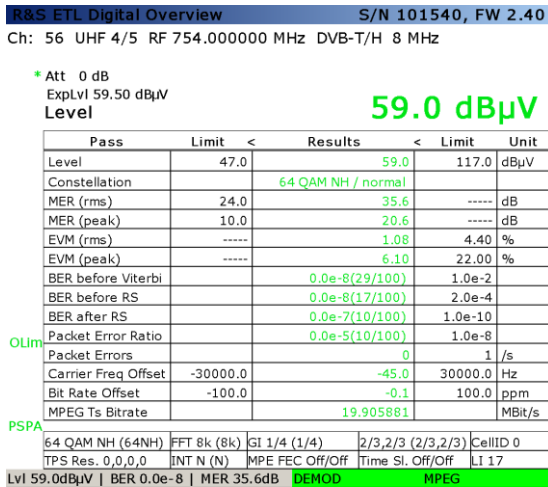 R&S ETL Digital Overview S/N 101540, FW 2.40
Ch: 56 UHF 4/5 RF 754.000000 MHz DVB-T/H 8 MHz
* Att 0 dB
ExpLvl 59.50 dBµV
Level 59.0 dBµV
Pass Limit < Results < Limit Unit
Level 47.0 59.0 117.0 dBµV
Constellation 64 QAM NH / normal
MER (rms) 24.0 35.6 ----- dB
MER (peak) 10.0 20.6 ----- dB
EVM (rms) ----- 1.08 4.40 %
EVM (peak) ----- 6.10 22.00 %
BER before Viterbi 0.0e-8(29/100) 1.0e-2
BER before RS 0.0e-8(17/100) 2.0e-4
BER after RS 0.0e-7(10/100) 1.0e-10
OLim Packet Error Ratio 0.0e-5(10/100) 1.0e-8
Packet Errors 0 1 /s
Carrier Freq Offset -30000.0 -45.0 30000.0 Hz
Bit Rate Offset -100.0 -0.1 100.0 ppm
MPEG Ts Bitrate 19.905881 MBit/s
PSPA
64 QAM NH (64NH) FFT 8k (8k) GI 1/4 (1/4) 2/3,2/3 (2/3,2/3) CellID 0
TPS Res. 0,0,0,0 INT N (N) MPE FEC Off/Off Time Sl. Off/Off LI 17
Lvl 59.0dBµV | BER 0.0e-8 | MER 35.6dB DEMOD MPEG